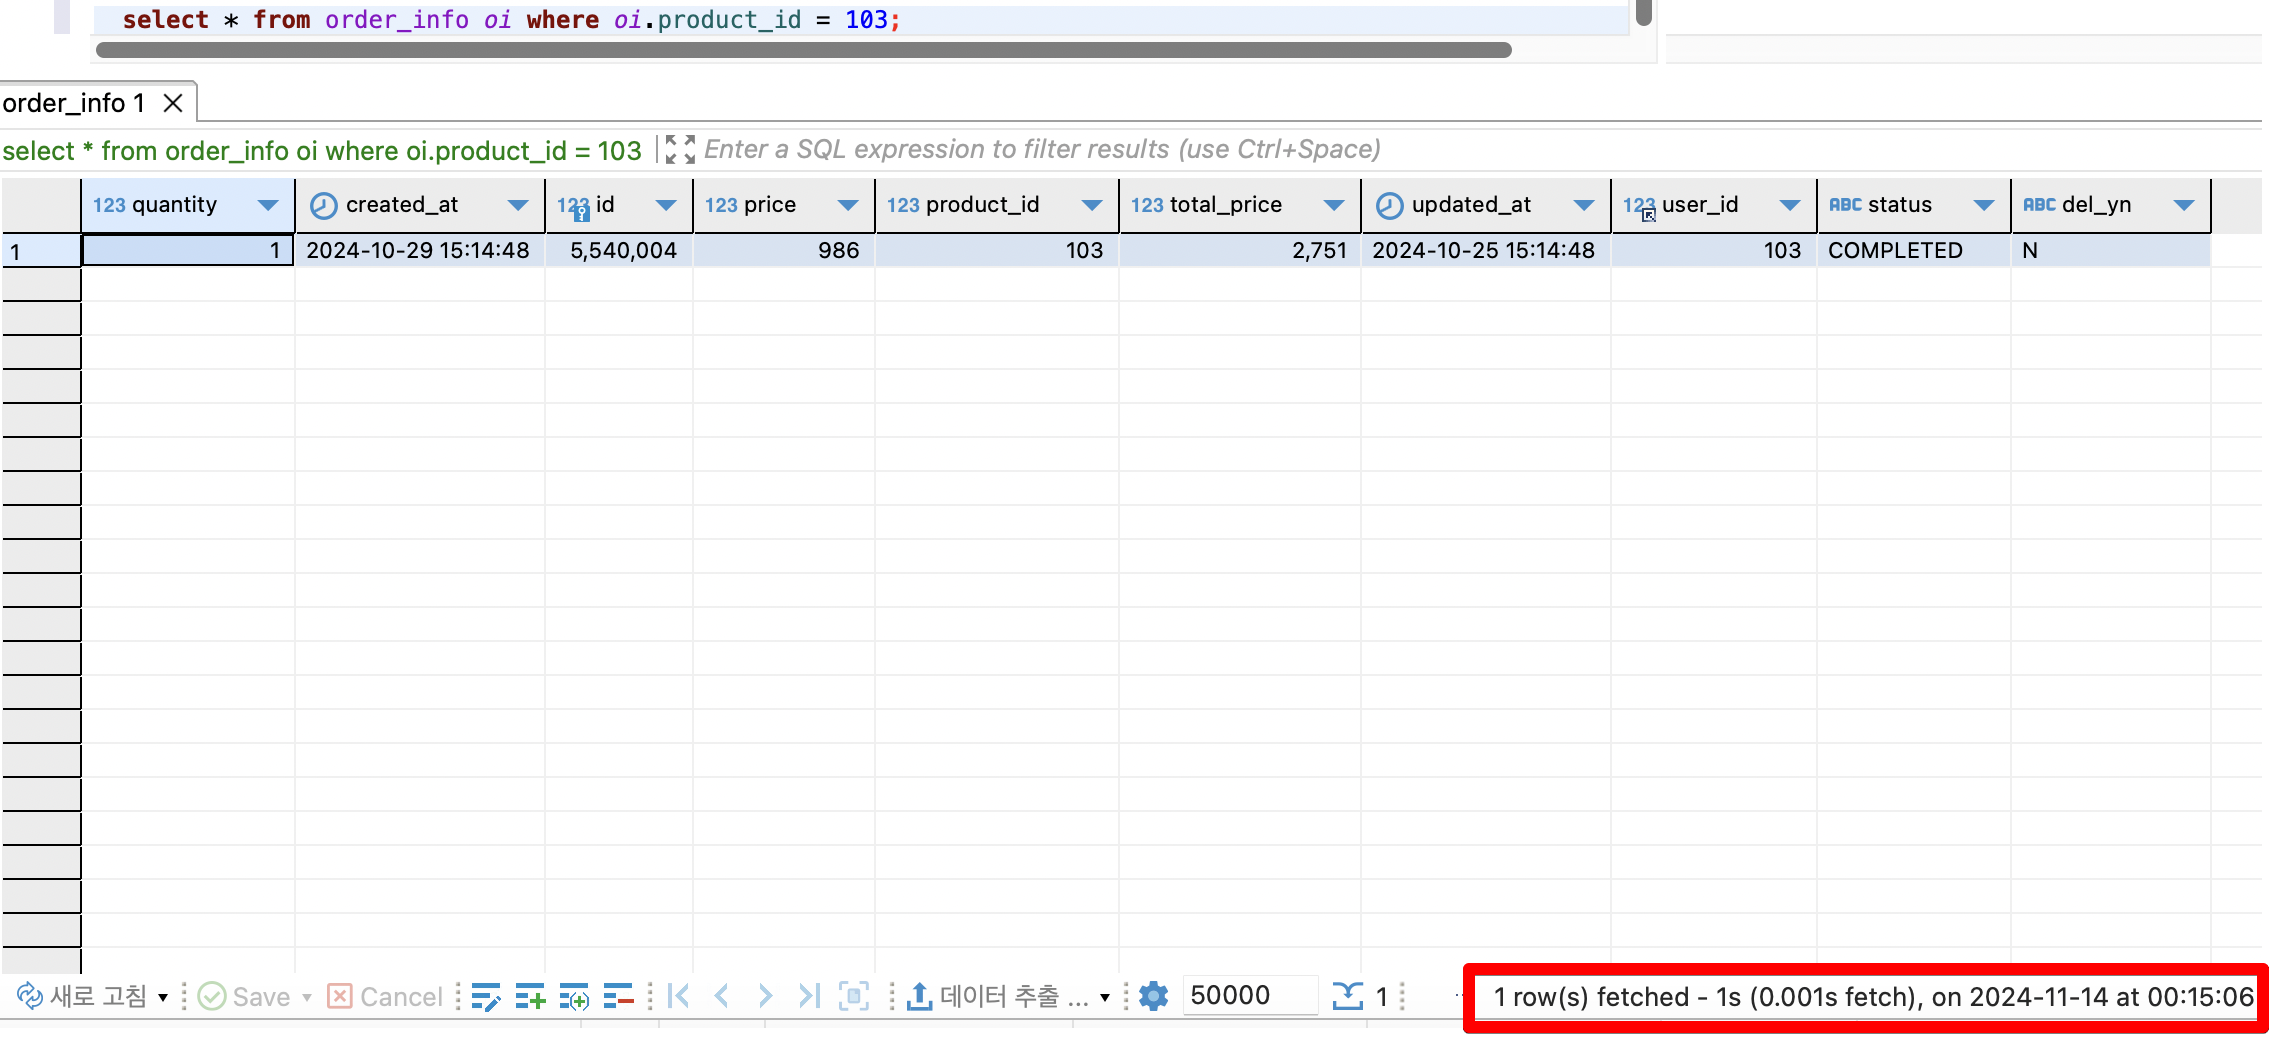 select * from order_info oi where oi.product_id = 103;
order_info 1
select * from order_info oi where oi.product_id = 103 Enter a SQL expression to filter results (use Ctrl+Space)
123 quantity created_at 123 id 123 price 123 product_id 123 total_price updated_at 123 user_id ABC status ABC del_yn
1 1 2024-10-29 15:14:48 5,540,004 986 103 2,751 2024-10-25 15:14:48 103 COMPLETED N
새로 고침 Save Cancel 데이터 추출 ... 50000 1 1 row(s) fetched - 1s (0.001s fetch), on 2024-11-14 at 00:15:06